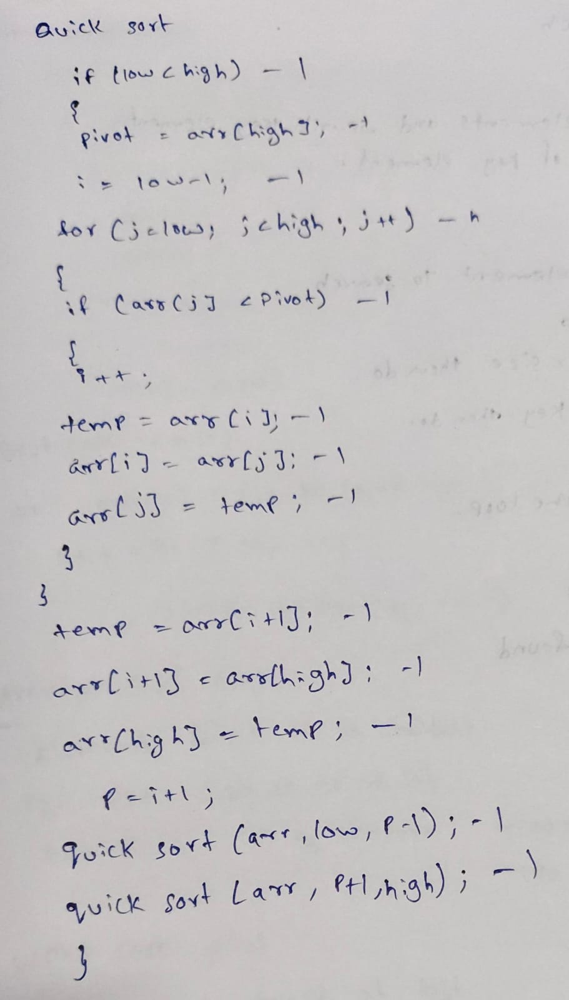 Quick sort
if (low < high) - 1
{
pivot = arr[high]; -1
i = low-1; -1
for (j=low; j<high; j++) - n
{
if (arr[j] < pivot) - 1
{
i++;
temp = arr[i]; -1
arr[i] = arr[j]; -1
arr[j] = temp; -1
}
}
temp = arr[i+1]; -1
arr[i+1] = arr[high]; -1
arr[high] = temp; -1
P = i+1;
quick sort (arr, low, P-1); -1
quick sort (arr, P+1, high); -1
}